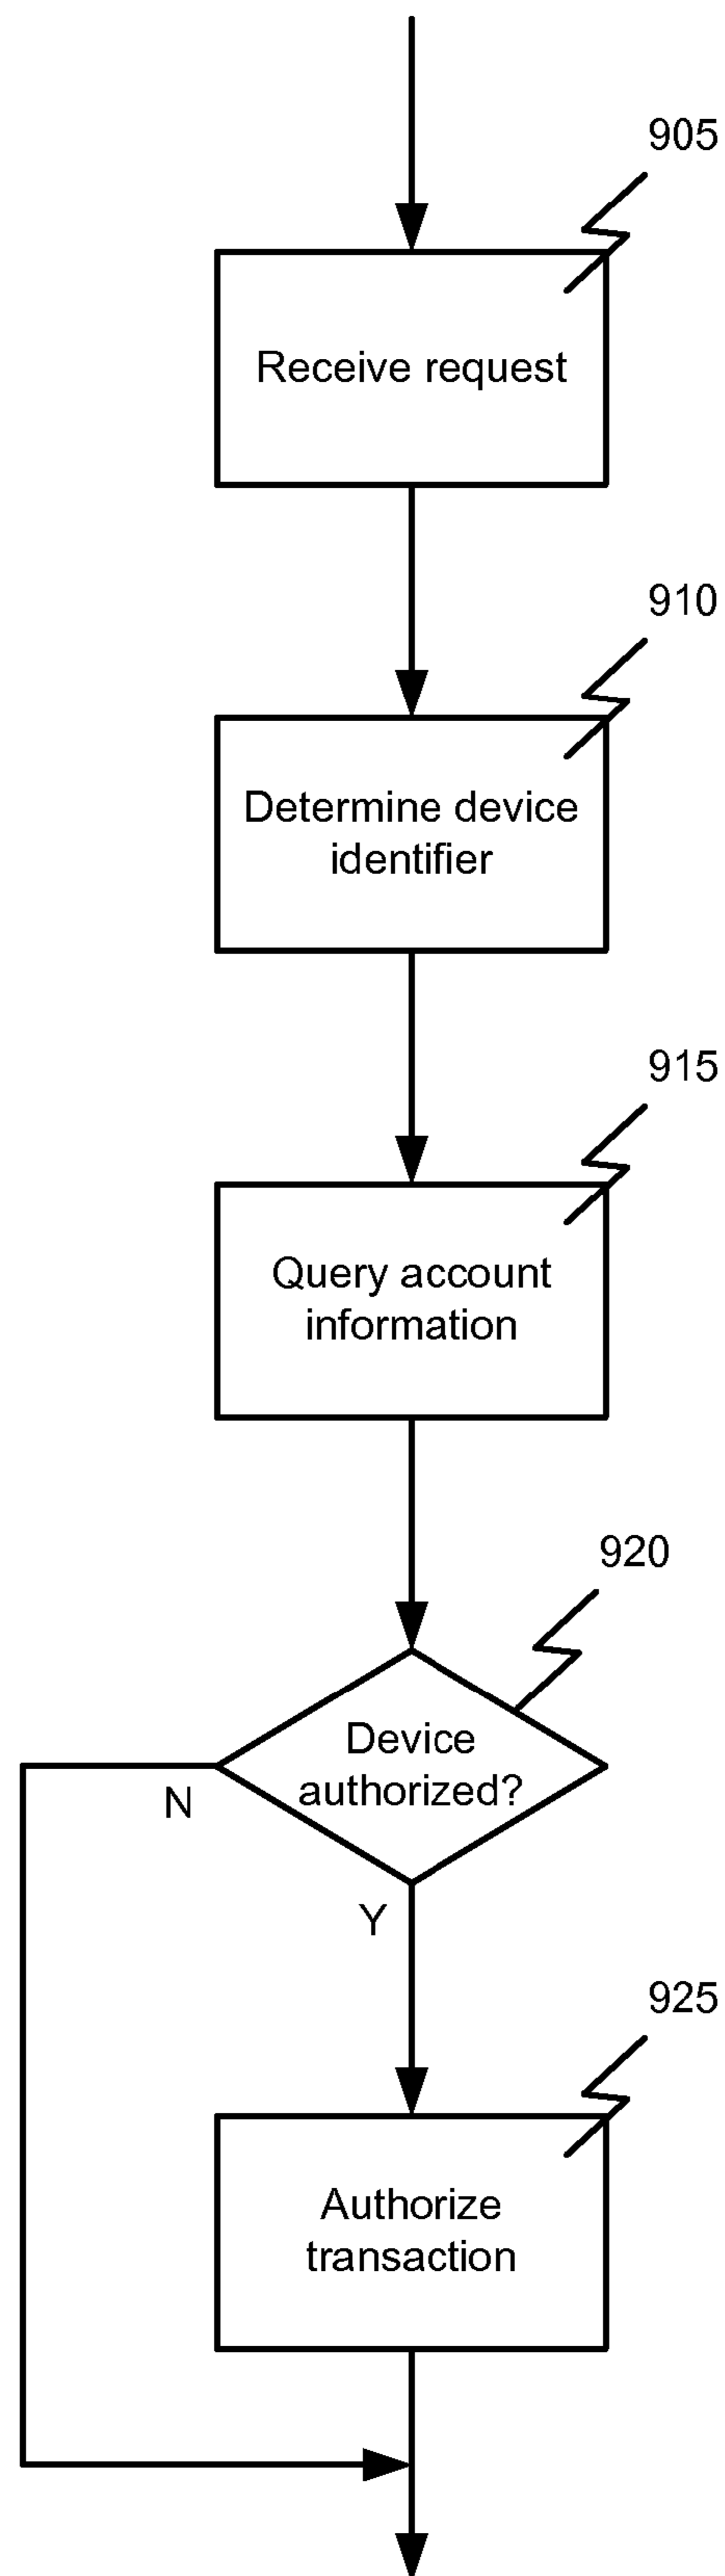 905
Receive request
910
Determine device
identifier
915
Query account
information
920
Device
authorized?
N
Y
925
Authorize
transaction